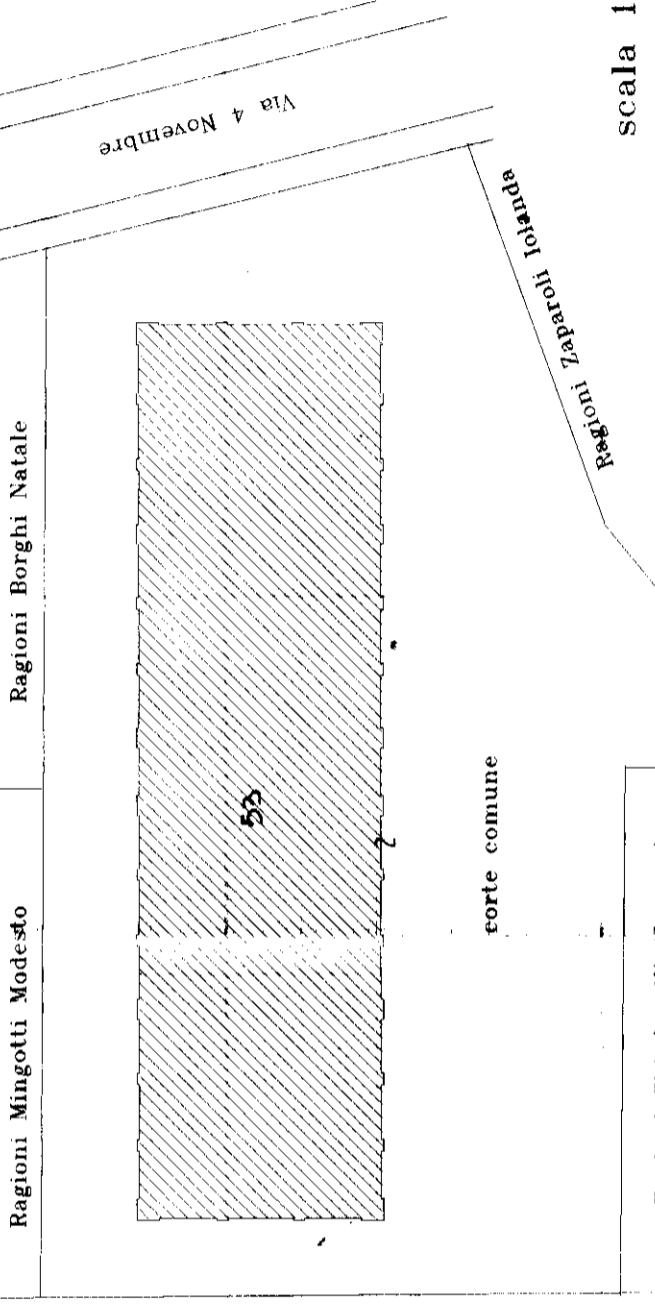 Ragioni Mingotti Modesto
Ragioni Borghi Natale
Via 4 Novembre
53
corte comune
Ragioni Zaparoli Iolanda
scala 1